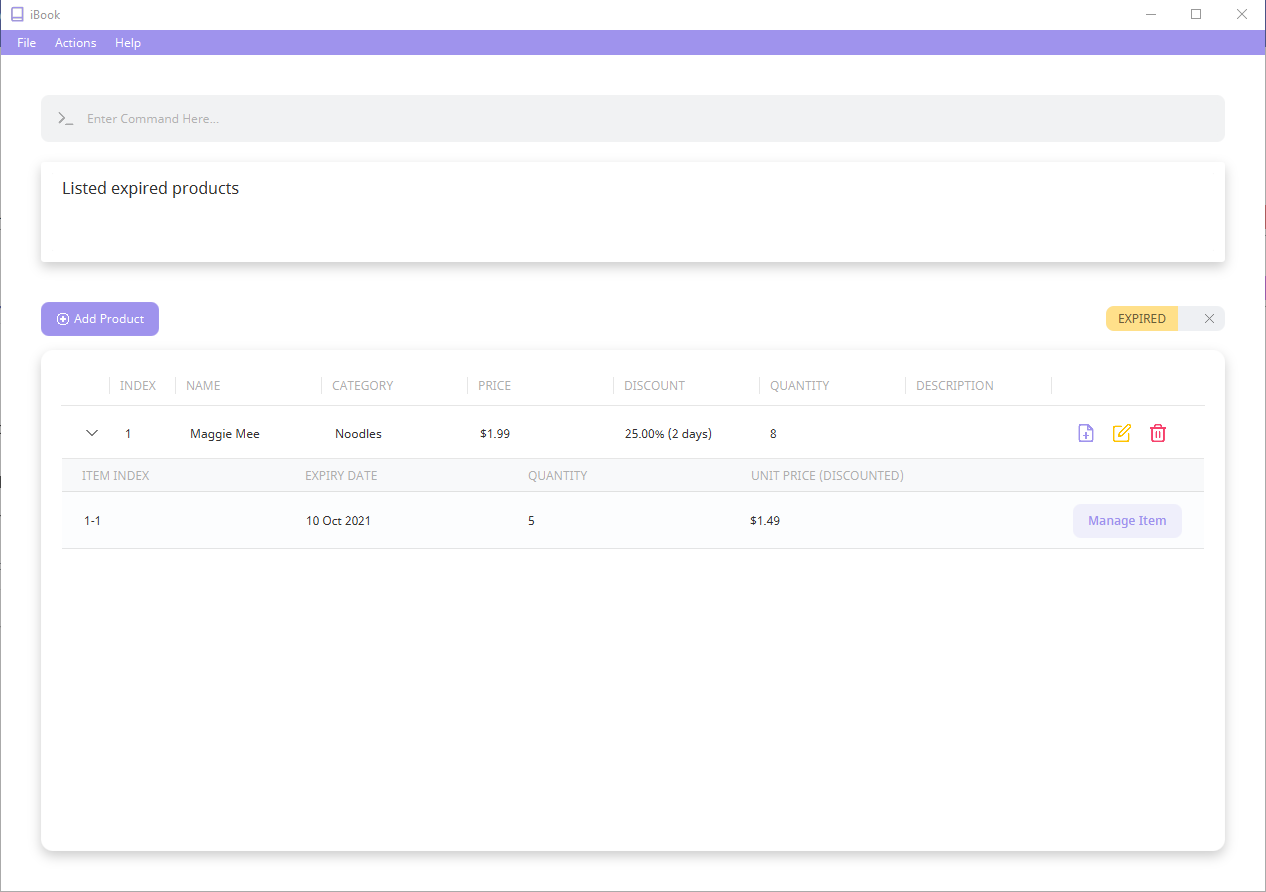 iBook
File Actions Help
Enter Command Here...
Listed expired products
Add Product EXPIRED
INDEX NAME CATEGORY PRICE DISCOUNT QUANTITY DESCRIPTION
1 Maggie Mee Noodles $1.99 25.00% (2 days) 8
ITEM INDEX EXPIRY DATE QUANTITY UNIT PRICE (DISCOUNTED)
1-1 10 Oct 2021 5 $1.49 Manage Item